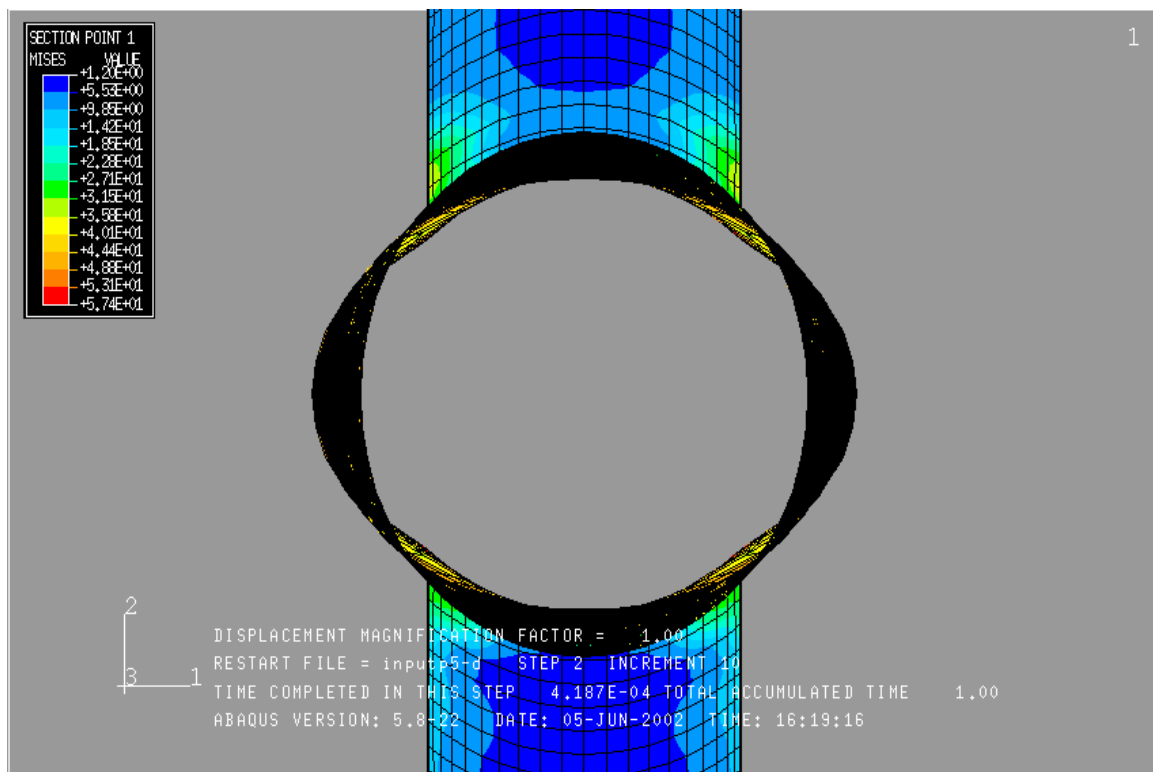 SECTION POINT 1
MISES VALUE
+1.20E+00
+5.53E+00
+9.85E+00
+1.42E+01
+1.85E+01
+2.28E+01
+2.71E+01
+3.15E+01
+3.58E+01
+4.01E+01
+4.44E+01
+4.88E+01
+5.31E+01
+5.74E+01
1
2
3 1
DISPLACEMENT MAGNIFICATION FACTOR = 1.00
RESTART FILE = inputp5-d STEP 2 INCREMENT 10
TIME COMPLETED IN THIS STEP 4.187E-04 TOTAL ACCUMULATED TIME 1.00
ABAQUS VERSION: 5.8-22 DATE: 05-JUN-2002 TIME: 16:19:16